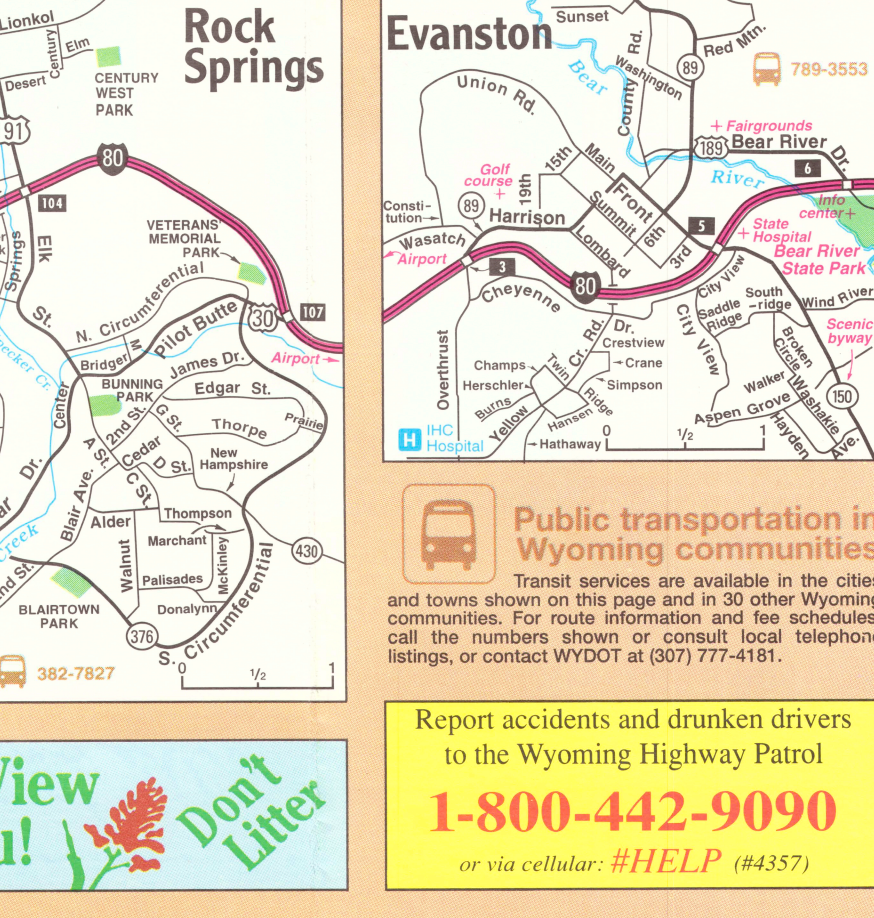 Rock
Springs
Lionkol
Century
Elm
Desert
CENTURY
WEST
PARK
91
80
104
Springs
Elk
St.
VETERANS'
MEMORIAL
PARK
N. Circumferential
Pilot Butte
30
107
Airport
Bridger
M
James Dr.
BUNNING
PARK
Edgar St.
Center
2nd St.
G St.
Thorpe
Prairie
A St.
Cedar
D St.
New
Hampshire
C St.
Dr.
Blair Ave.
Alder
Thompson
Marchant
Walnut
McKinley
430
Creek
Palisades
Donalynn
BLAIRTOWN
PARK
376
S. Circumferential
382-7827
0
1/2
1
Evanston
Sunset
Red Mtn.
Bear
County Rd.
Washington
89
789-3553
Union Rd.
Fairgrounds
189
Bear River Dr.
15th
Main
River
6
Golf
course
19th
Front
Summit
Info
center
Consti-
tution
89
Harrison
5
State
Hospital
Wasatch
Lombard
6th
3rd
Bear River
State Park
Airport
3
80
Cheyenne
City View
South
-ridge
Wind River
Saddle
Ridge
Overthrust
Cr. Rd.
Dr.
City View
Broken
Circle
Scenic
byway
Crestview
Champs
Twin
Crane
Herschler
Simpson
Walker
Washakie
150
Burns
Ridge
Yellow
Hansen
Aspen Grove
Hayden
Ave.
H IHC
Hospital
Hathaway
0
1/2
1
Public transportation in
Wyoming communities
Transit services are available in the cities
and towns shown on this page and in 30 other Wyoming
communities. For route information and fee schedules
call the numbers shown or consult local telephone
listings, or contact WYDOT at (307) 777-4181.
Report accidents and drunken drivers
to the Wyoming Highway Patrol
1-800-442-9090
or via cellular: #HELP (#4357)
View
Don't
Litter